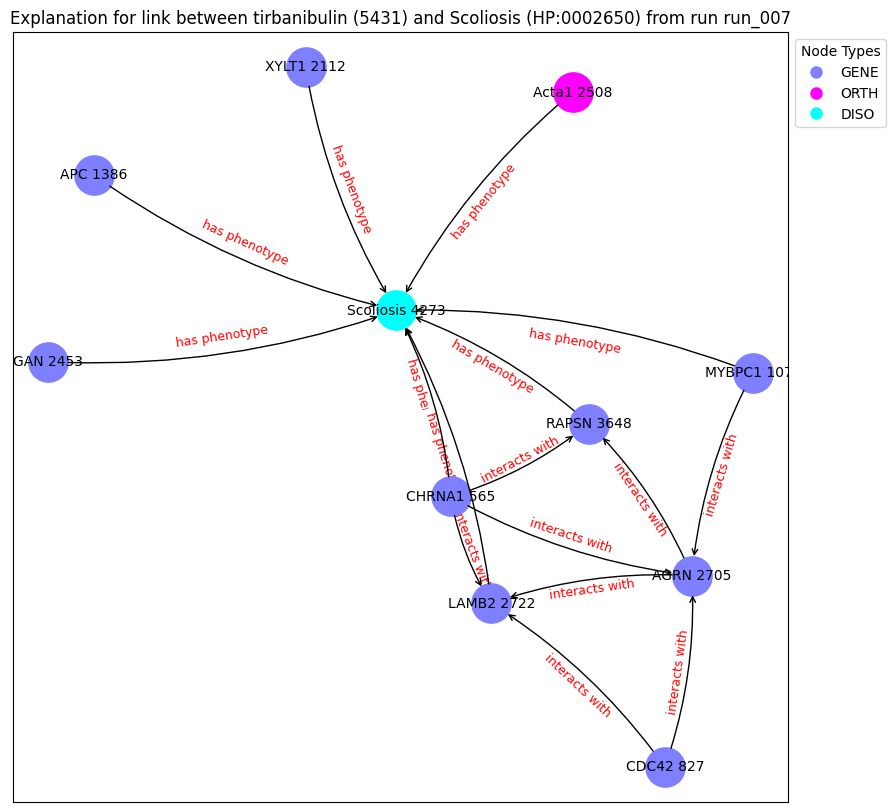 Explanation for link between tirbanibulin (5431) and Scoliosis (HP:0002650) from run run_007
Node Types
GENE
ORTH
DISO
XYLT1 2112
Acta1 2508
has phenotype
has phenotype
APC 1386
has phenotype
Scoliosis 4273
has phenotype
has phenotype
GAN 2453
MYBPC1 107
has phenotype
has phe
has pheno
RAPSN 3648
interacts with
interacts with
interacts with
CHRNA1 565
interacts with
interacts wit
AGRN 2705
interacts with
LAMB2 2722
interacts with
interacts with
CDC42 827